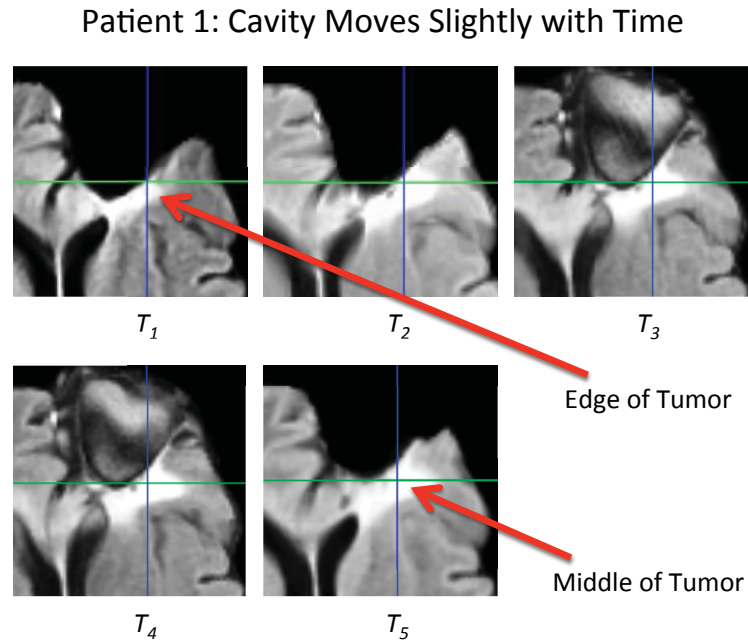 Patient 1: Cavity Moves Slightly with Time
T1
T2
T3
Edge of Tumor
Middle of Tumor
T4
T5